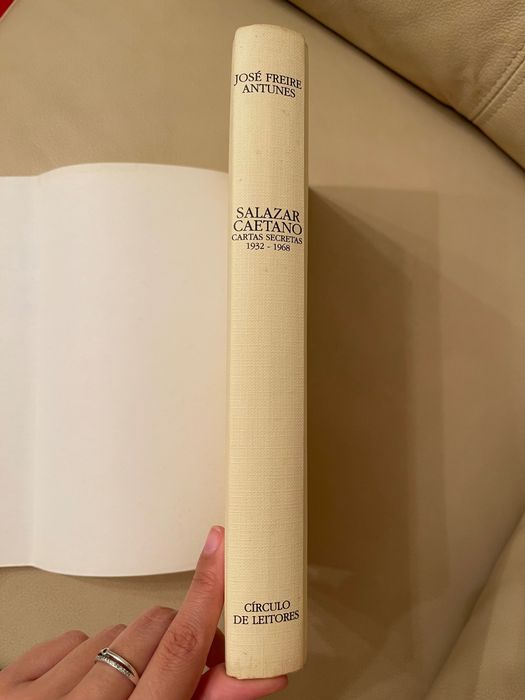 JOSÉ FREIRE
ANTUNES
SALAZAR
CAETANO
CARTAS SECRETAS
1932 - 1968
CÍRCULO
DE LEITORES